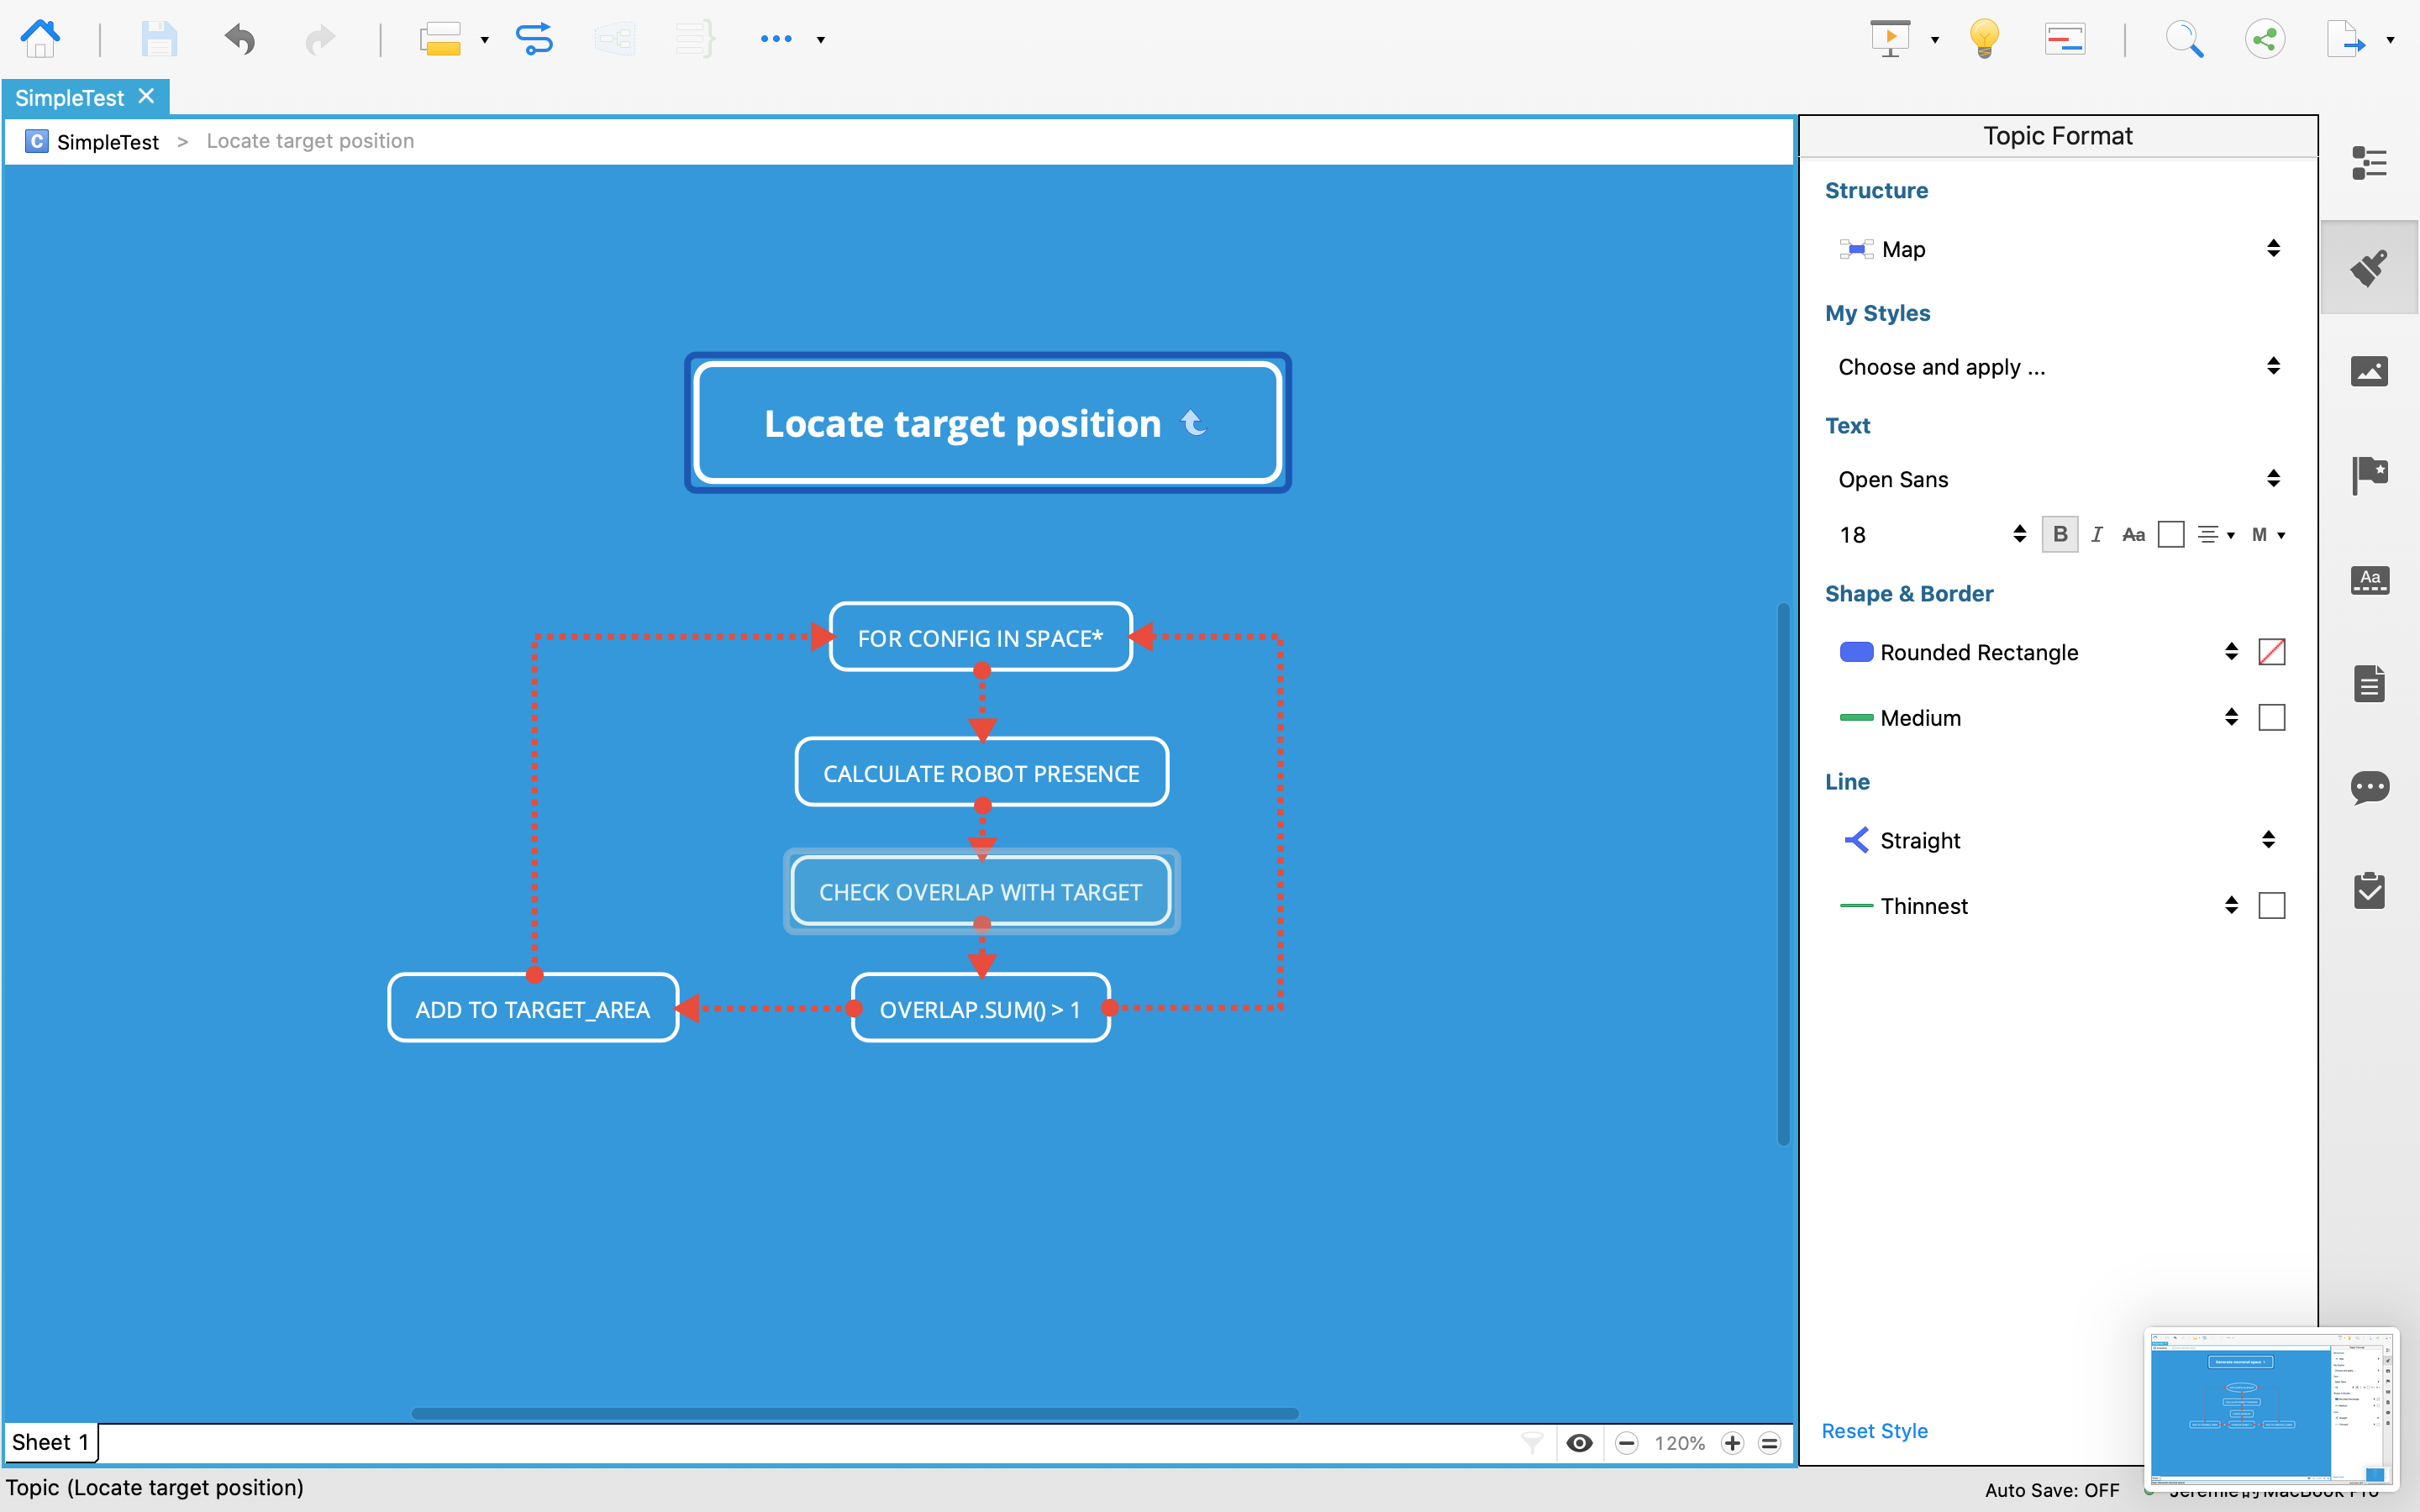 SimpleTest
SimpleTest > Locate target position
Topic Format
Structure
Map
My Styles
Choose and apply ...
Text
Open Sans
18 B I Aa M
Shape & Border
Rounded Rectangle
Medium
Line
Straight
Thinnest
Reset Style
Locate target position
FOR CONFIG IN SPACE*
CALCULATE ROBOT PRESENCE
CHECK OVERLAP WITH TARGET
ADD TO TARGET_AREA
OVERLAP.SUM() > 1
Sheet 1
120%
Topic (Locate target position)
Auto Save: OFF